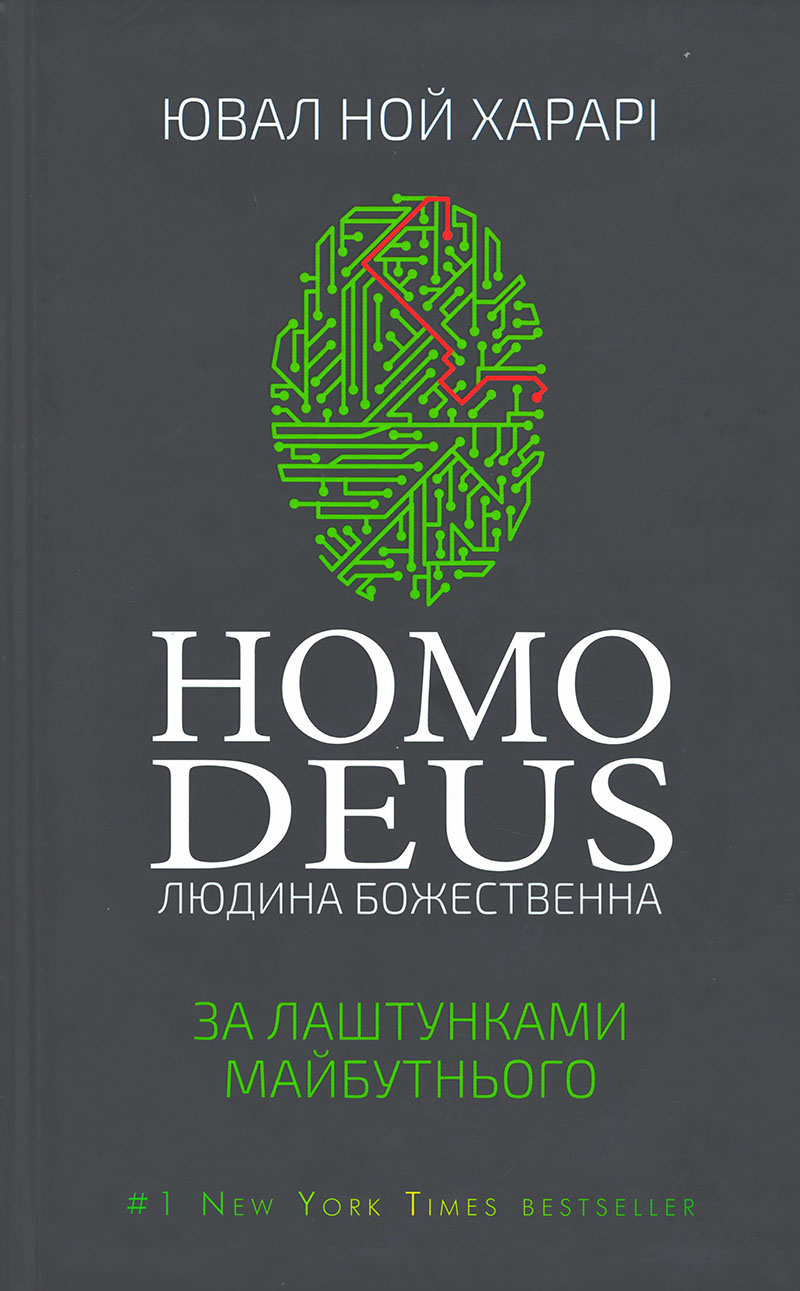 ЮВАЛ НОЙ ХАРАРІ
HOMO
DEUS
ЛЮДИНА БОЖЕСТВЕННА
ЗА ЛАШТУНКАМИ
МАЙБУТНЬОГО
#1 NEW YORK TIMES BESTSELLER